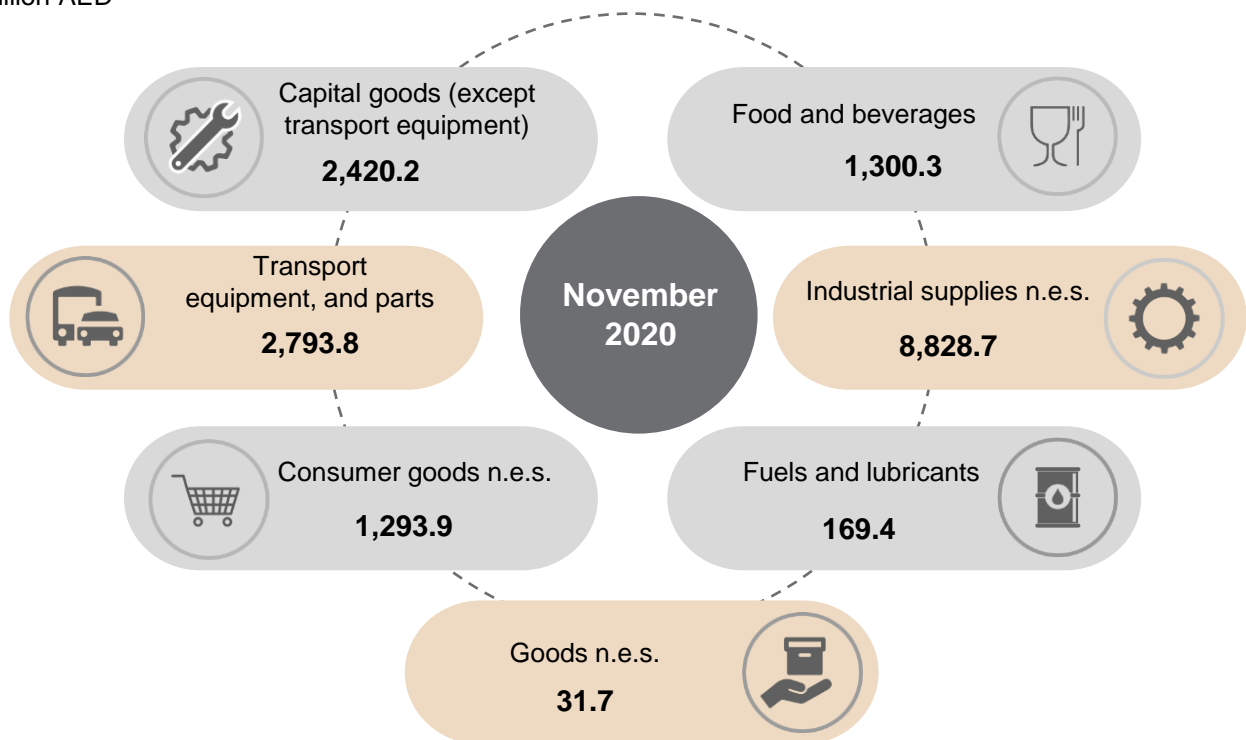 AED
Capital goods (except
transport equipment)
2,420.2
Food and beverages
1,300.3
Transport
equipment, and parts
2,793.8
November
2020
Industrial supplies n.e.s.
8,828.7
Consumer goods n.e.s.
1,293.9
Fuels and lubricants
169.4
Goods n.e.s.
31.7